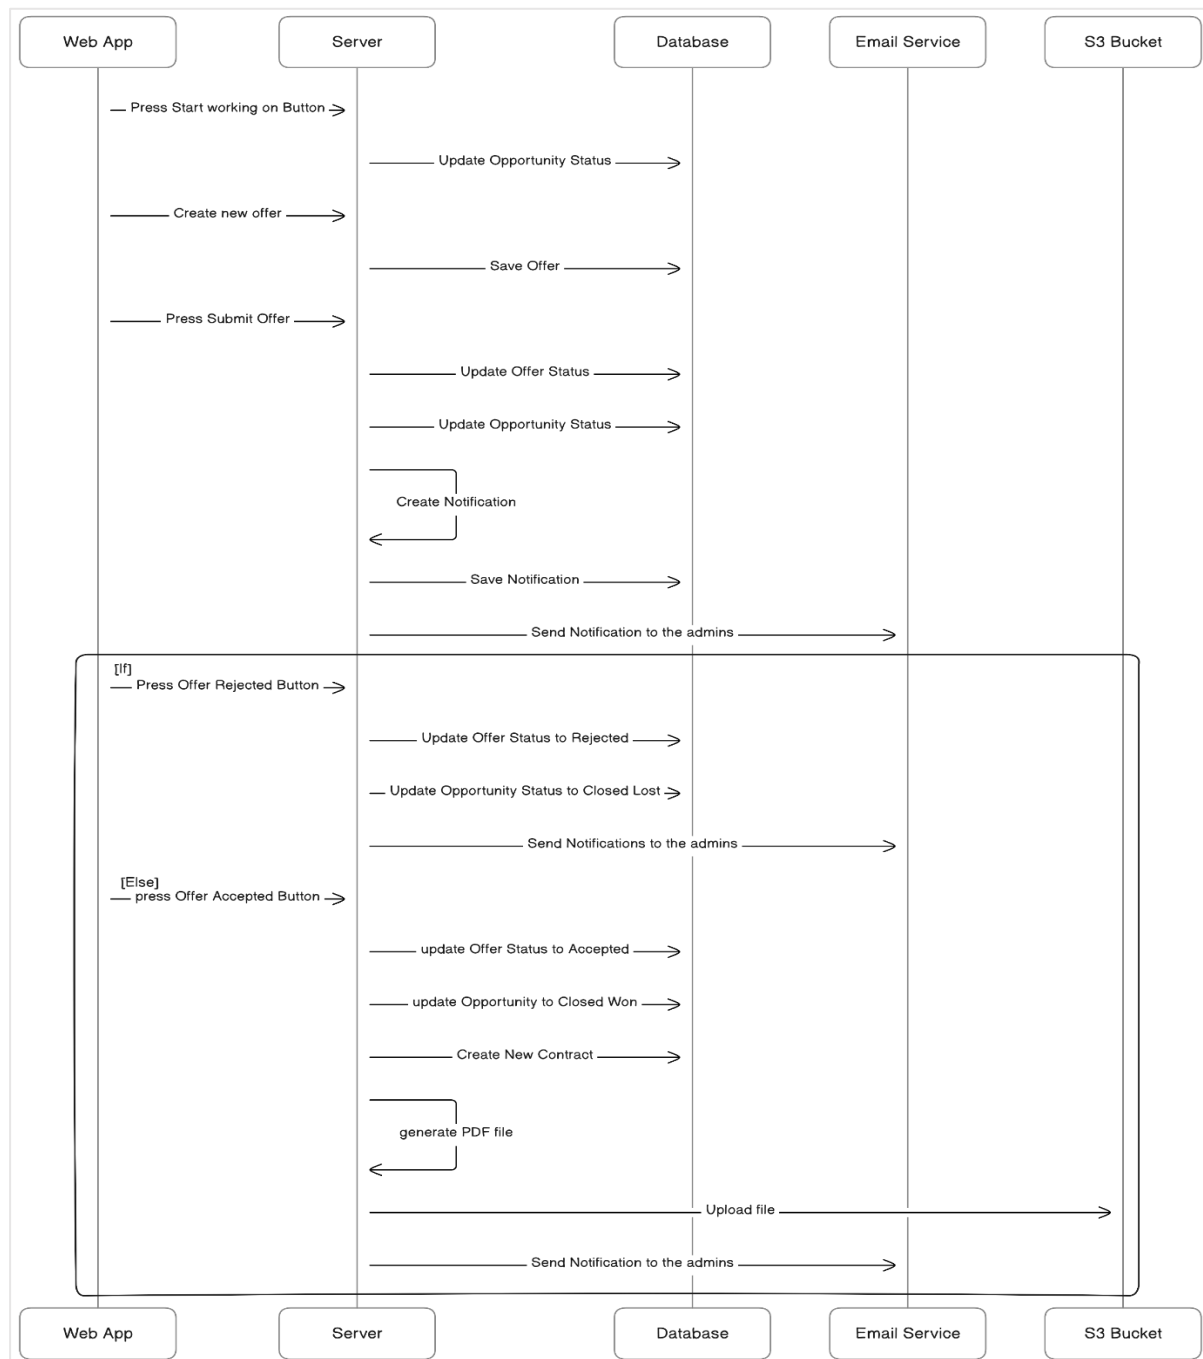 Web App
Server
Database
Email Service
S3 Bucket
Press Start working on Button
Update Opportunity Status
Create new offer
Save Offer
Press Submit Offer
Update Offer Status
Update Opportunity Status
Create Notification
Save Notification
Send Notification to the admins
[If]
Press Offer Rejected Button
Update Offer Status to Rejected
Update Opportunity Status to Closed Lost
Send Notifications to the admins
[Else]
press Offer Accepted Button
update Offer Status to Accepted
update Opportunity to Closed Won
Create New Contract
generate PDF file
Upload file
Send Notification to the admins
Web App
Server
Database
Email Service
S3 Bucket